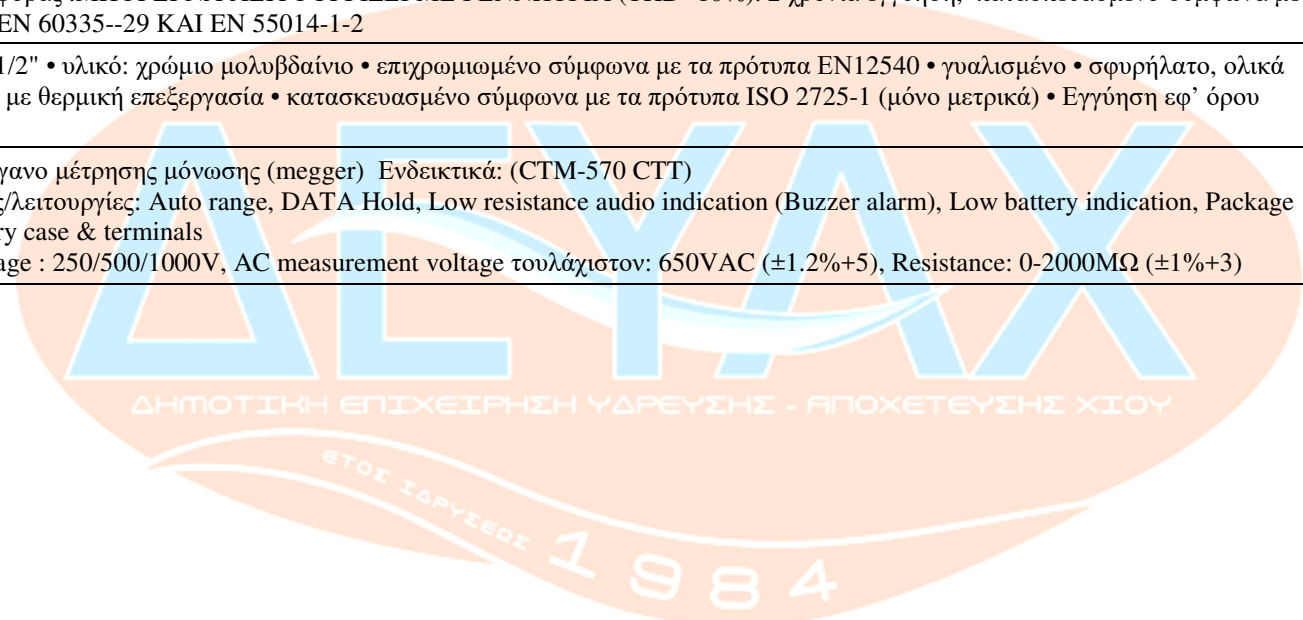 EN 60335--29 ΚΑΙ EN 55014-1-2
1/2" • υλικό: χρώμιο μολυβδαίνιο • επιχρωμιωμένο σύμφωνα με τα πρότυπα EN12540 • γυαλισμένο • σφυρήλατο, ολικά
με θερμική επεξεργασία • κατασκευασμένο σύμφωνα με τα πρότυπα ISO 2725-1 (μόνο μετρικά) • Εγγύηση εφ’ όρου
γανο μέτρησης μόνωσης (megger) Ενδεικτικά: (CTM-570 CTT)
ς/λειτουργίες: Auto range, DATA Hold, Low resistance audio indication (Buzzer alarm), Low battery indication, Package
ry case & terminals
age : 250/500/1000V, AC measurement voltage τουλάχιστον: 650VAC (±1.2%+5), Resistance: 0-2000MΩ (±1%+3)
ΔΕΥΑΧ
ΔΗΜΟΤΙΚΗ ΕΠΙΧΕΙΡΗΣΗ ΥΔΡΕΥΣΗΣ - ΑΠΟΧΕΤΕΥΣΗΣ ΧΙΟΥ
ΕΤΟΣ ΙΔΡΥΣΕΩΣ 1984